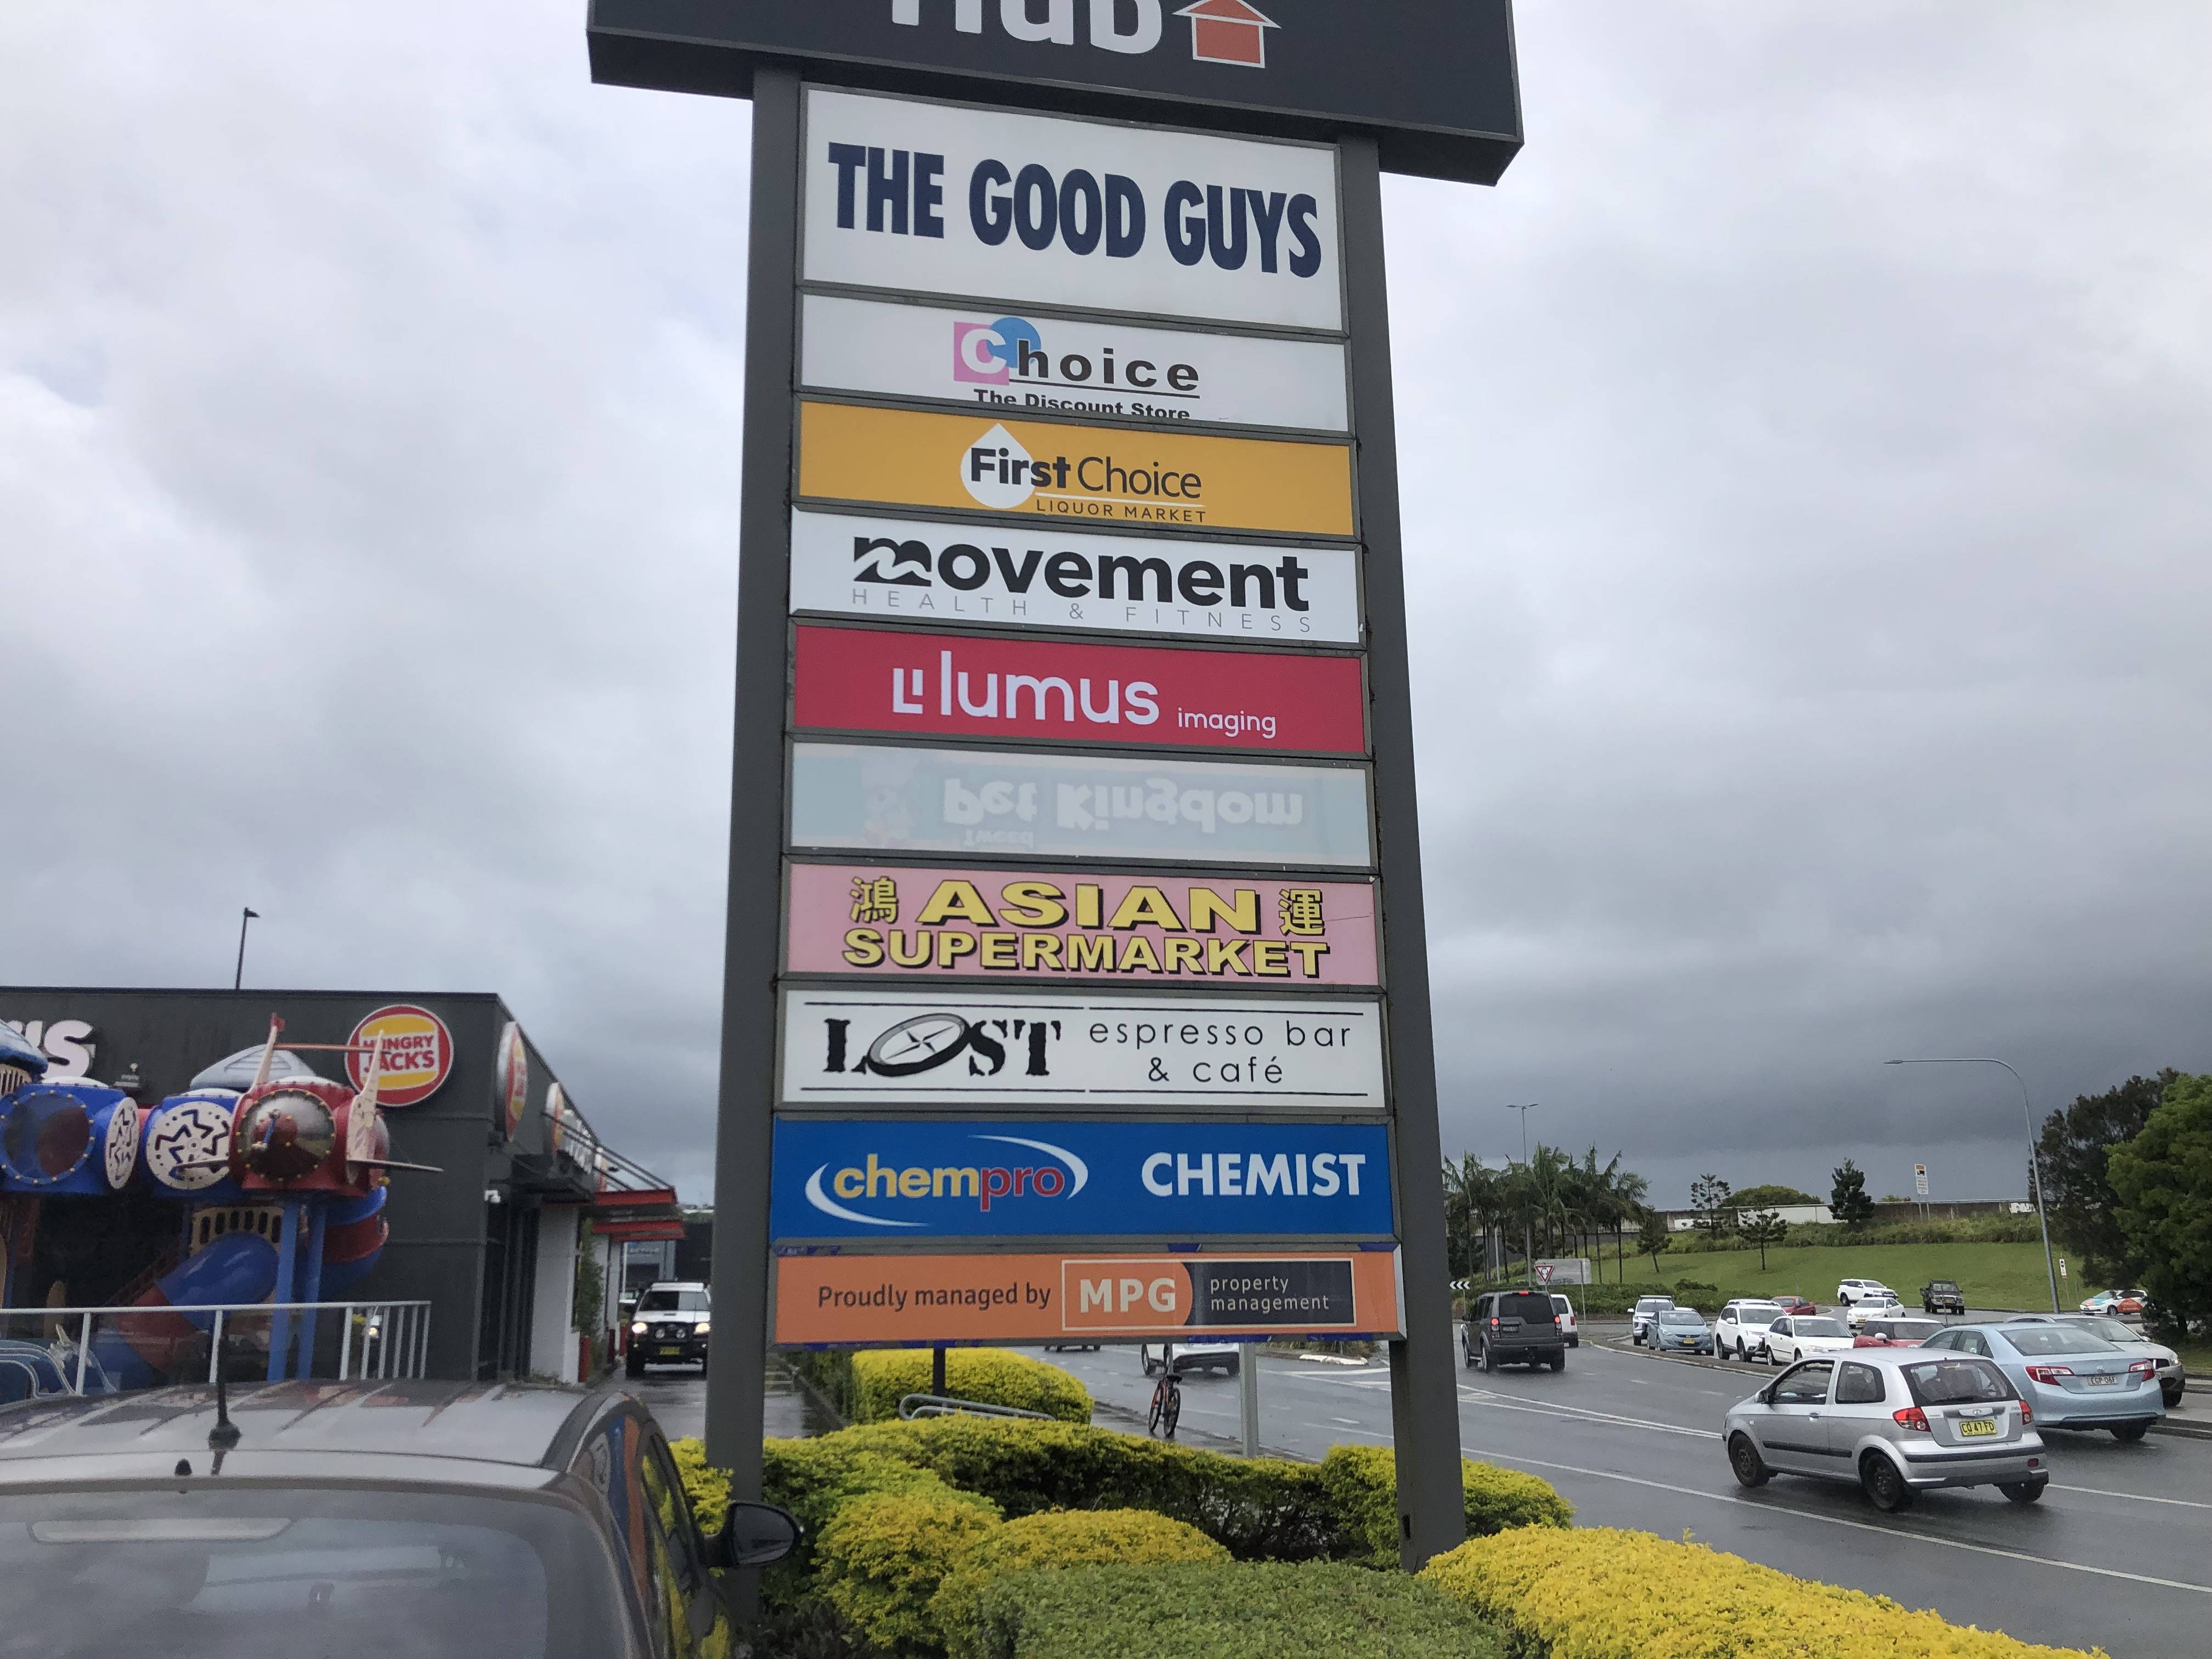 Hub
THE GOOD GUYS
Choice
The Discount Store
First Choice
LIQUOR MARKET
movement
HEALTH & FITNESS
lumus imaging
Pet Kingdom
Tweed
鴻 ASIAN 運
SUPERMARKET
LOST espresso bar
& café
chempro CHEMIST
Proudly managed by MPG property
management
HUNGRY
JACK'S